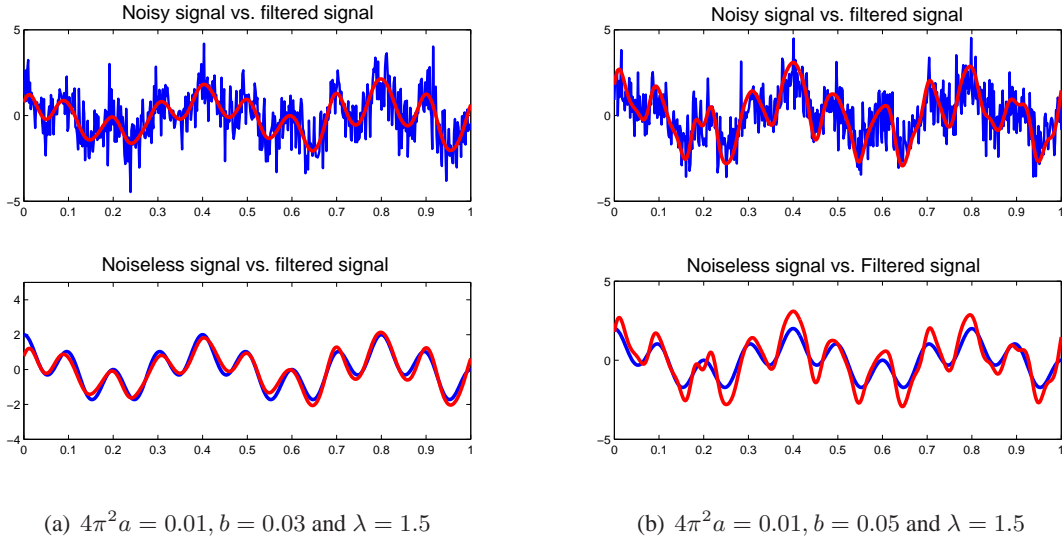 Noisy signal vs. filtered signal
5
0
−5
0 0.1 0.2 0.3 0.4 0.5 0.6 0.7 0.8 0.9 1
Noiseless signal vs. filtered signal
4
2
0
−2
−4
0 0.1 0.2 0.3 0.4 0.5 0.6 0.7 0.8 0.9 1
(a) 4π²a = 0.01, b = 0.03 and λ = 1.5
Noisy signal vs. filtered signal
5
0
−5
0 0.1 0.2 0.3 0.4 0.5 0.6 0.7 0.8 0.9 1
Noiseless signal vs. Filtered signal
5
0
−5
0 0.1 0.2 0.3 0.4 0.5 0.6 0.7 0.8 0.9 1
(b) 4π²a = 0.01, b = 0.05 and λ = 1.5